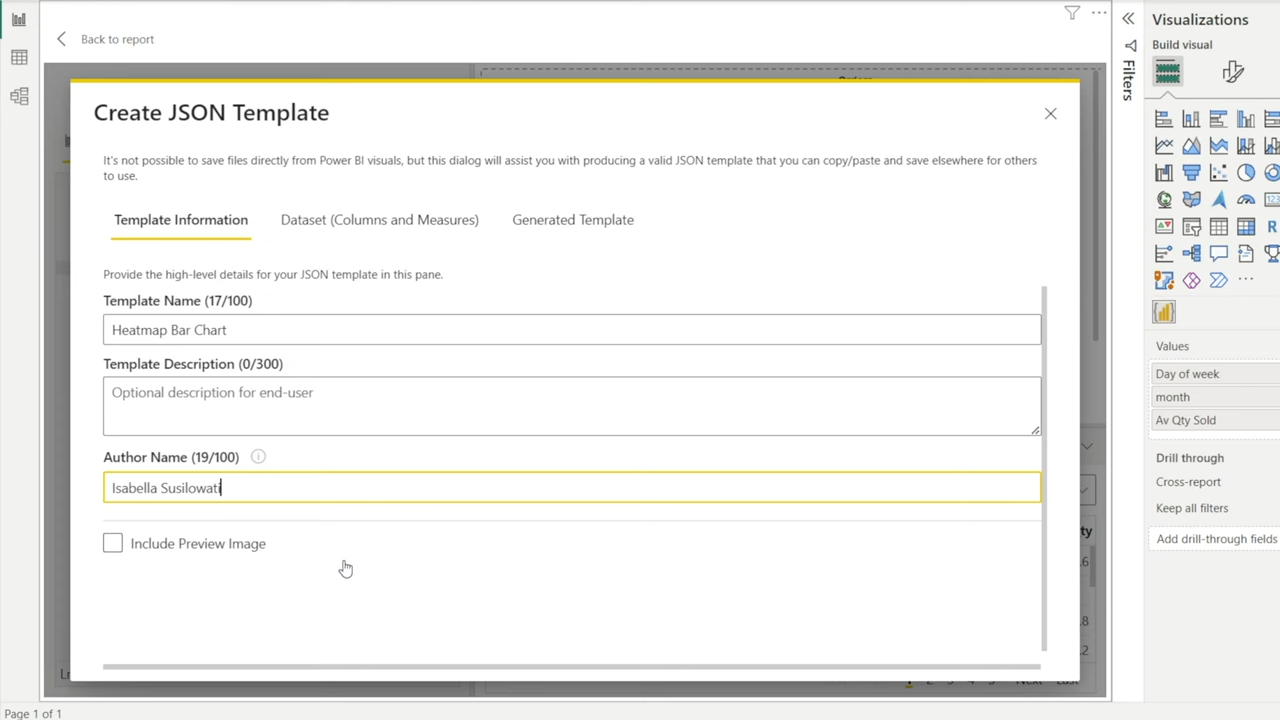 Back to report
Visualizations
Build visual
Filters
Create JSON Template
It's not possible to save files directly from Power BI visuals, but this dialog will assist you with producing a valid JSON template that you can copy/paste and save elsewhere for others
to use.
Template Information
Dataset (Columns and Measures)
Generated Template
Provide the high-level details for your JSON template in this pane.
Template Name (17/100)
Heatmap Bar Chart
Template Description (0/300)
Optional description for end-user
Author Name (19/100)
Isabella Susilowati
Include Preview Image
R
Values
Day of week
month
Av Qty Sold
Drill through
Cross-report
Keep all filters
Add drill-through fields
Page 1 of 1